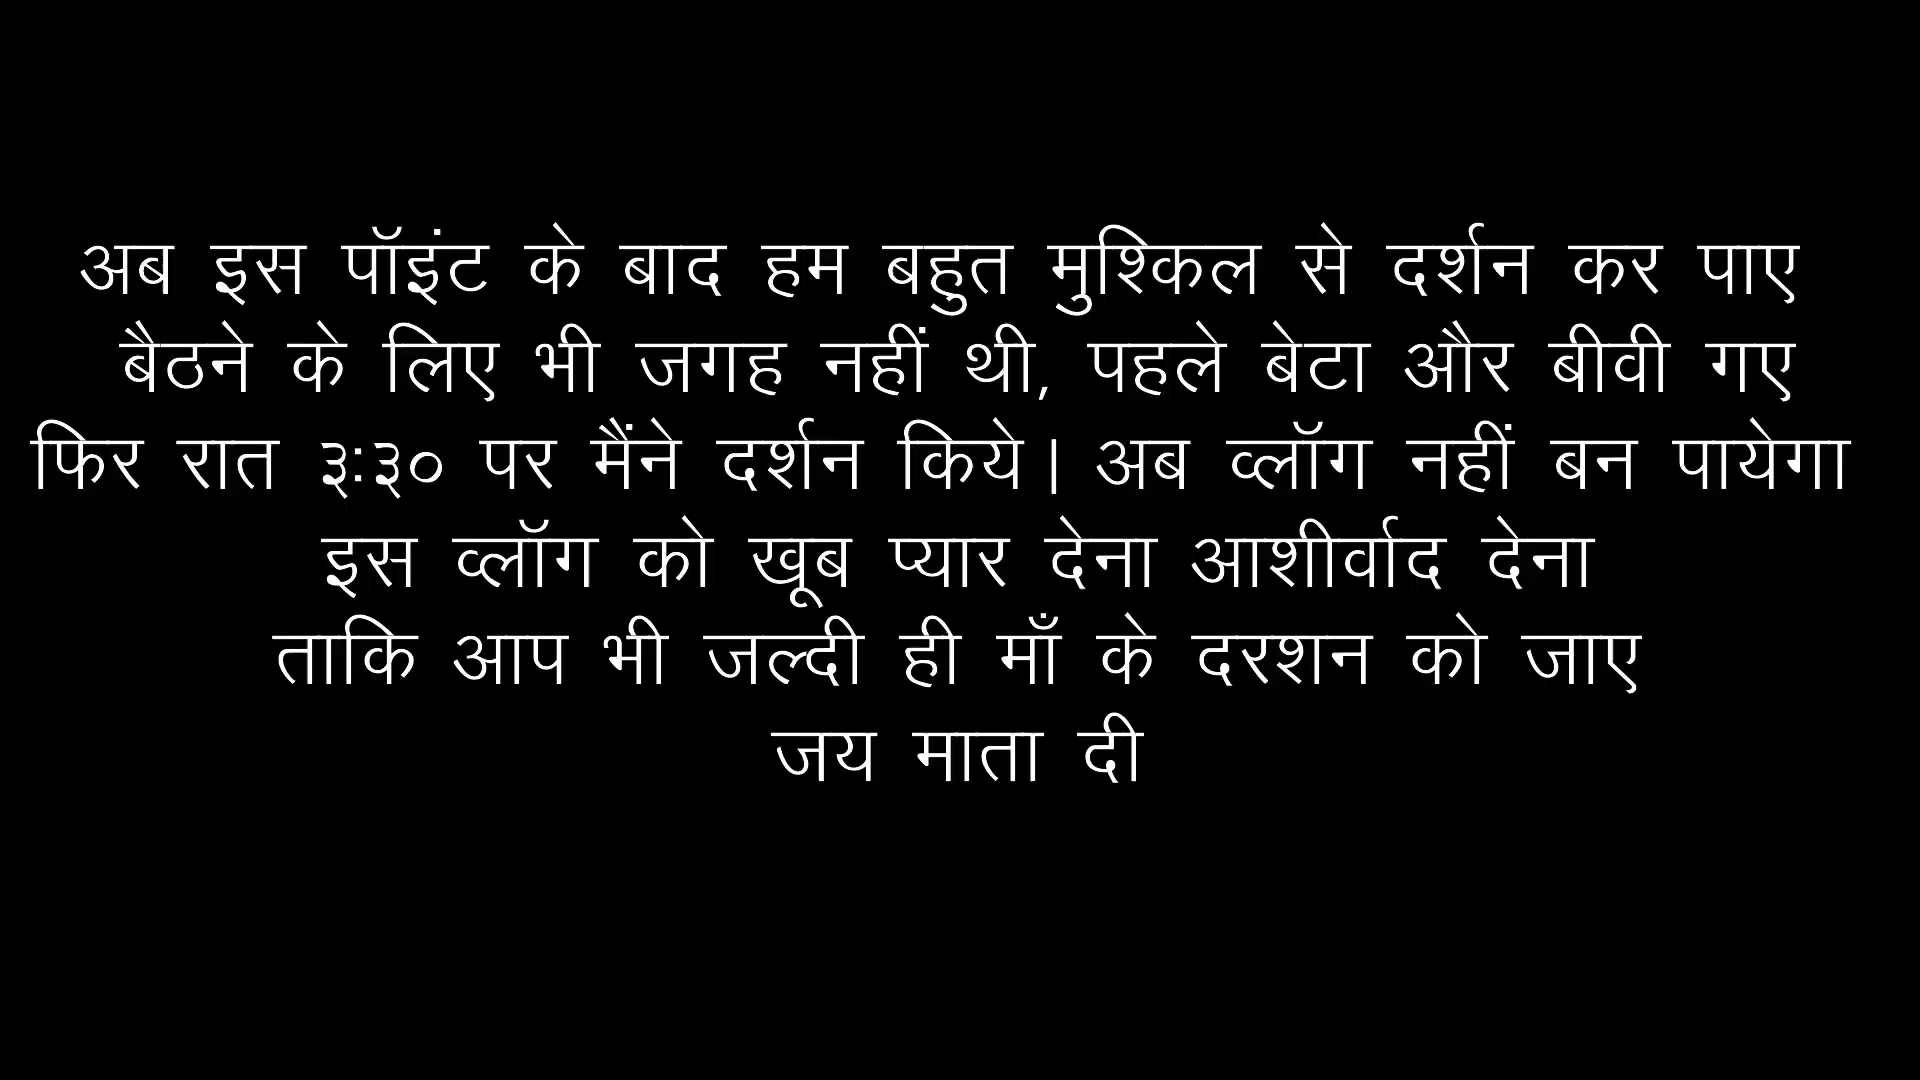 अब इस पॉइंट के बाद हम बहुत मुश्किल से दर्शन कर पाए
बैठने के लिए भी जगह नहीं थी, पहले बेटा और बीवी गए
फिर रात ३:३० पर मैंने दर्शन किये। अब व्लॉग नहीं बन पायेगा
इस व्लॉग को खूब प्यार देना आशीर्वाद देना
ताकि आप भी जल्दी ही माँ के दरशन को जाए
जय माता दी